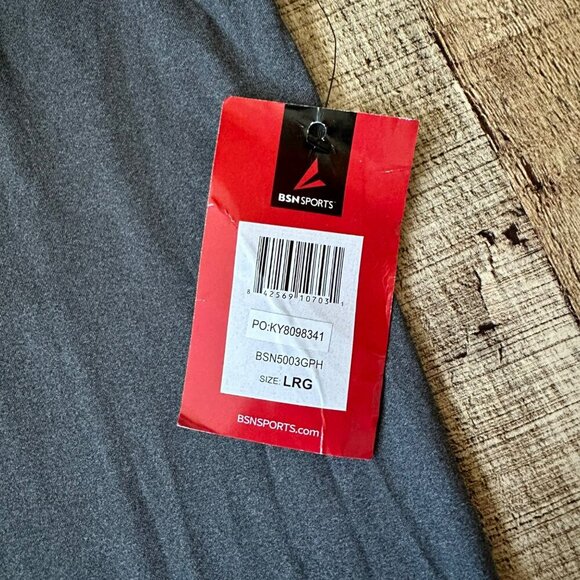 BSN SPORTS
8 42569 10703 1
PO:KY8098341
BSN5003GPH
SIZE: LRG
BSNSPORTS.com